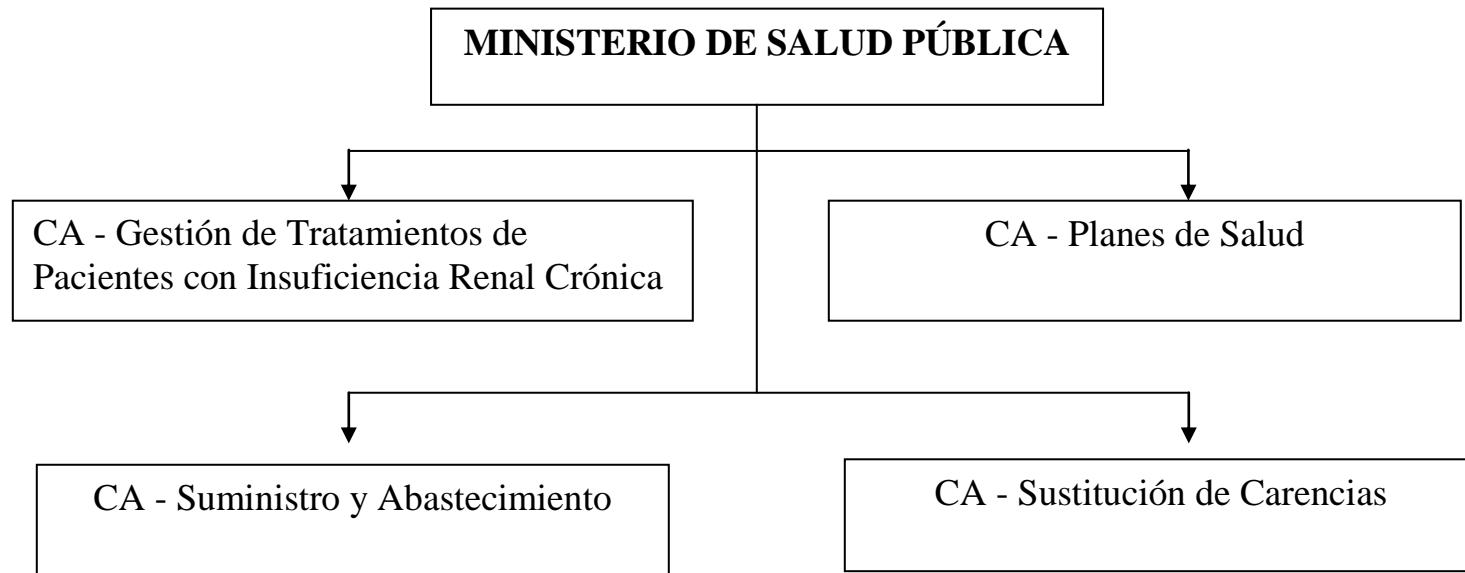 MINISTERIO DE SALUD PÚBLICA
CA - Gestión de Tratamientos de
Pacientes con Insuficiencia Renal Crónica
CA - Planes de Salud
CA - Suministro y Abastecimiento
CA - Sustitución de Carencias